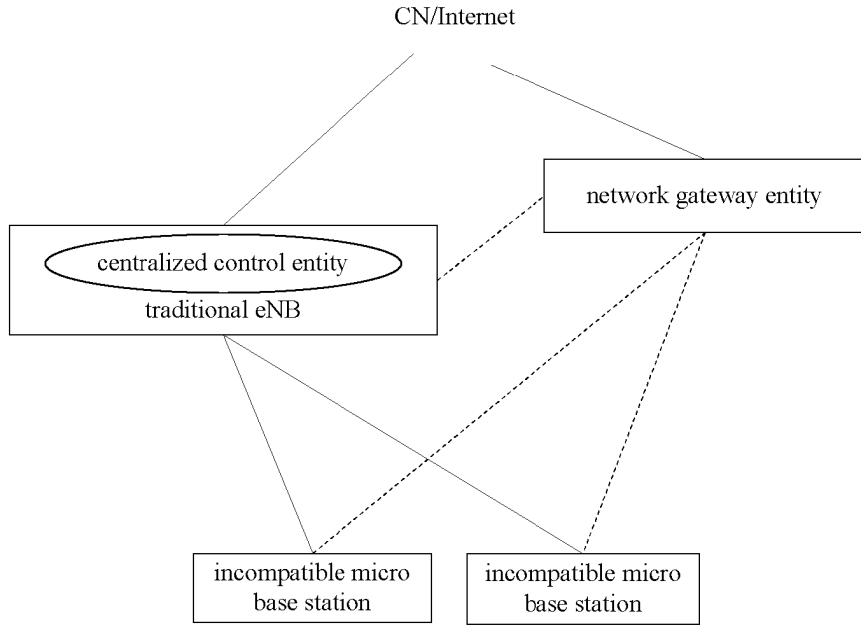 CN/Internet
network gateway entity
centralized control entity
traditional eNB
incompatible micro
base station
incompatible micro
base station